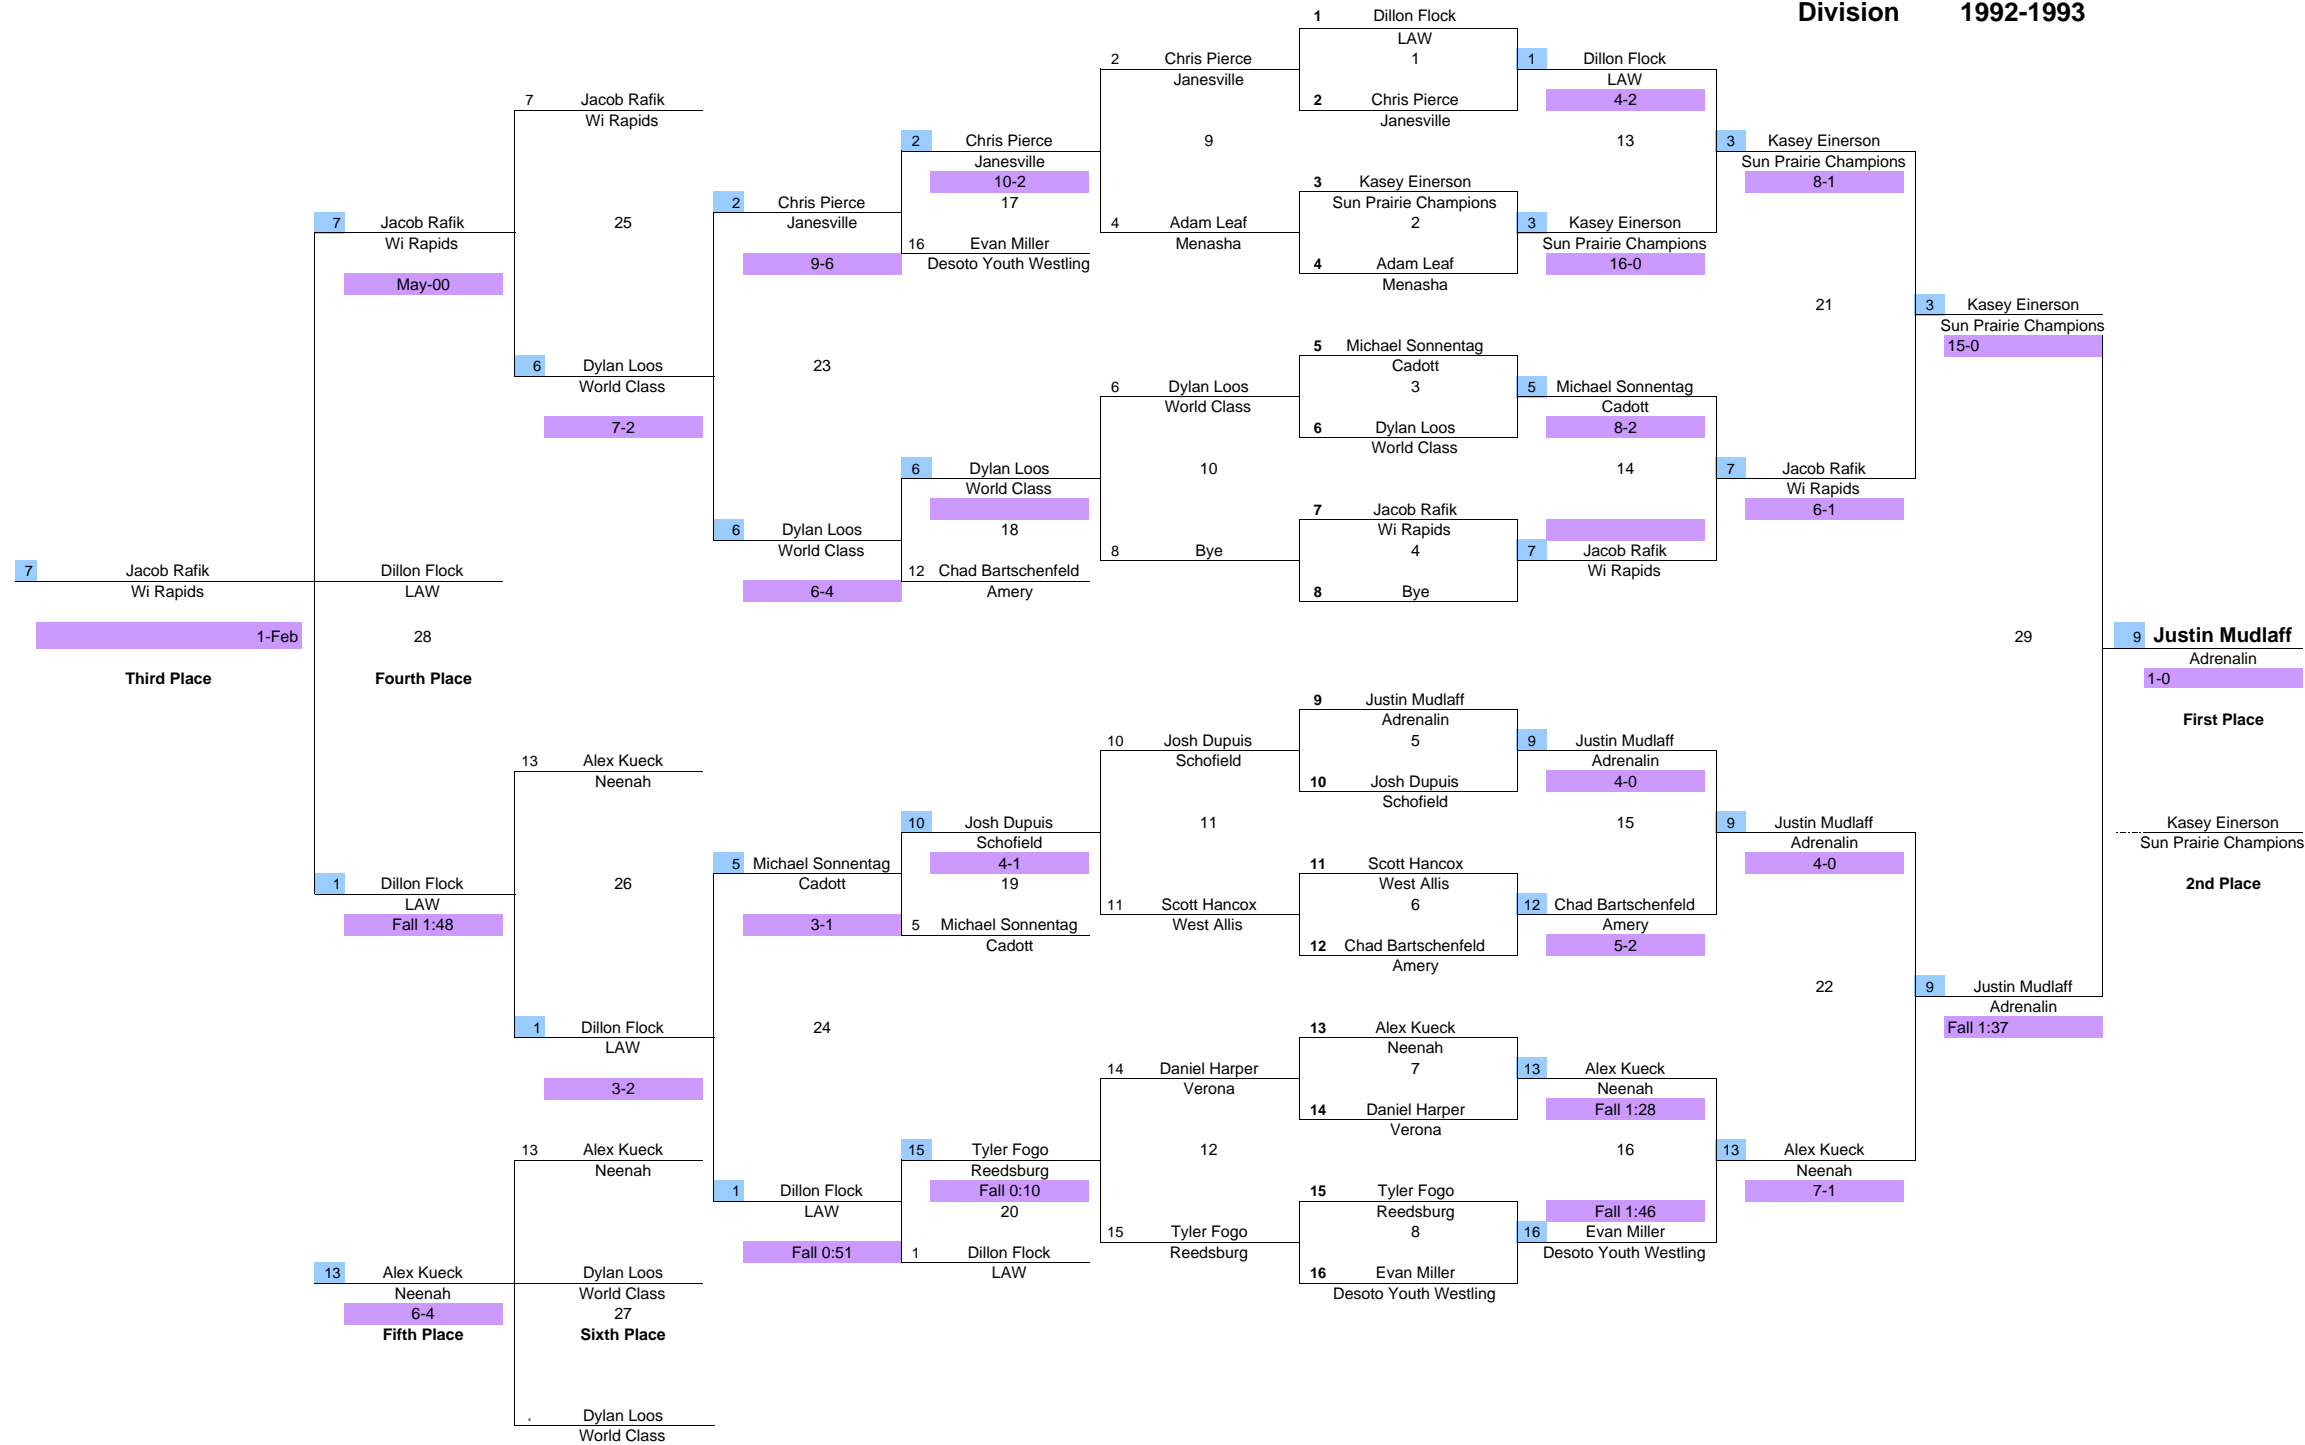 Division 1992-1993
1 Dillon Flock
LAW
2 Chris Pierce 1 1 Dillon Flock
Janesville LAW
7 Jacob Rafik 2 Chris Pierce 4-2
Wi Rapids Janesville
2 Chris Pierce 9 13 3 Kasey Einerson
Janesville Sun Prairie Champions
10-2 3 Kasey Einerson 8-1
2 Chris Pierce 17 Sun Prairie Champions
7 Jacob Rafik 25 Janesville 4 Adam Leaf 2 3 Kasey Einerson
Wi Rapids 16 Evan Miller Menasha Sun Prairie Champions
9-6 Desoto Youth Westling 4 Adam Leaf 16-0
May-00 Menasha
21 3 Kasey Einerson
Sun Prairie Champions
5 Michael Sonnentag 15-0
6 Dylan Loos 23 Cadott
World Class 6 Dylan Loos 3 5 Michael Sonnentag
World Class Cadott
7-2 6 Dylan Loos 8-2
World Class
6 Dylan Loos 10 14 7 Jacob Rafik
World Class Wi Rapids
7 Jacob Rafik 6-1
6 Dylan Loos 18 Wi Rapids
World Class 8 Bye 4 7 Jacob Rafik
7 Jacob Rafik Dillon Flock 12 Chad Bartschenfeld Wi Rapids
Wi Rapids LAW 6-4 Amery 8 Bye
1-Feb 28 29 9 Justin Mudlaff
Adrenalin
Third Place Fourth Place 1-0
9 Justin Mudlaff
Adrenalin First Place
10 Josh Dupuis 5 9 Justin Mudlaff
13 Alex Kueck Schofield Adrenalin
Neenah 10 Josh Dupuis 4-0
Schofield
10 Josh Dupuis 11 15 9 Justin Mudlaff Kasey Einerson
Schofield Adrenalin Sun Prairie Champions
5 Michael Sonnentag 4-1 11 Scott Hancox 4-0
1 Dillon Flock 26 Cadott 19 West Allis 2nd Place
LAW 11 Scott Hancox 6 12 Chad Bartschenfeld
Fall 1:48 3-1 5 Michael Sonnentag West Allis Amery
Cadott 12 Chad Bartschenfeld 5-2
Amery
22 9 Justin Mudlaff
Adrenalin
1 Dillon Flock 24 13 Alex Kueck Fall 1:37
LAW Neenah
14 Daniel Harper 7 13 Alex Kueck
3-2 Verona Neenah
14 Daniel Harper Fall 1:28
Verona
13 Alex Kueck 15 Tyler Fogo 12 16 13 Alex Kueck
Neenah Reedsburg Neenah
1 Dillon Flock Fall 0:10 15 Tyler Fogo Fall 1:46 7-1
LAW 20 Reedsburg
15 Tyler Fogo 8 16 Evan Miller
Fall 0:51 1 Dillon Flock Reedsburg Desoto Youth Westling
13 Alex Kueck Dylan Loos LAW 16 Evan Miller
Neenah World Class Desoto Youth Westling
6-4 27
Fifth Place Sixth Place
Dylan Loos
World Class